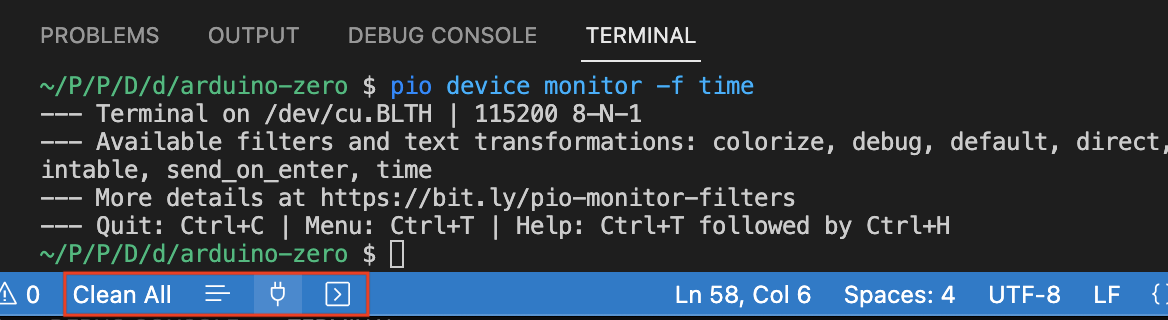 PROBLEMS OUTPUT DEBUG CONSOLE TERMINAL
~/P/P/D/d/arduino-zero $ pio device monitor -f time
--- Terminal on /dev/cu.BLTH | 115200 8-N-1
--- Available filters and text transformations: colorize, debug, default, direct,
intable, send_on_enter, time
--- More details at https://bit.ly/pio-monitor-filters
--- Quit: Ctrl+C | Menu: Ctrl+T | Help: Ctrl+T followed by Ctrl+H
~/P/P/D/d/arduino-zero $
0 Clean All Ln 58, Col 6 Spaces: 4 UTF-8 LF {